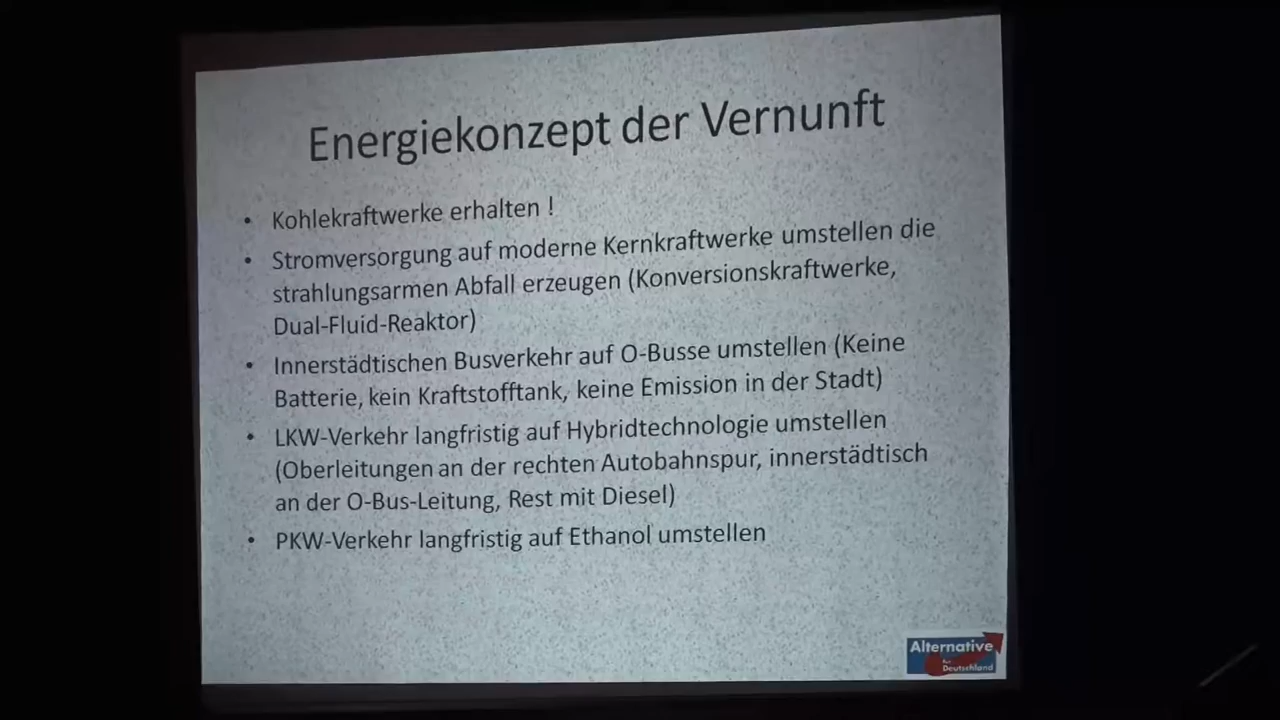 Energiekonzept der Vernunft
• Kohlekraftwerke erhalten !
• Stromversorgung auf moderne Kernkraftwerke umstellen die
strahlungsarmen Abfall erzeugen (Konversionskraftwerke,
Dual-Fluid-Reaktor)
• Innerstädtischen Busverkehr auf O-Busse umstellen (Keine
Batterie, kein Kraftstofftank, keine Emission in der Stadt)
• LKW-Verkehr langfristig auf Hybridtechnologie umstellen
(Oberleitungen an der rechten Autobahnspur, innerstädtisch
an der O-Bus-Leitung, Rest mit Diesel)
• PKW-Verkehr langfristig auf Ethanol umstellen
Alternative
für
Deutschland